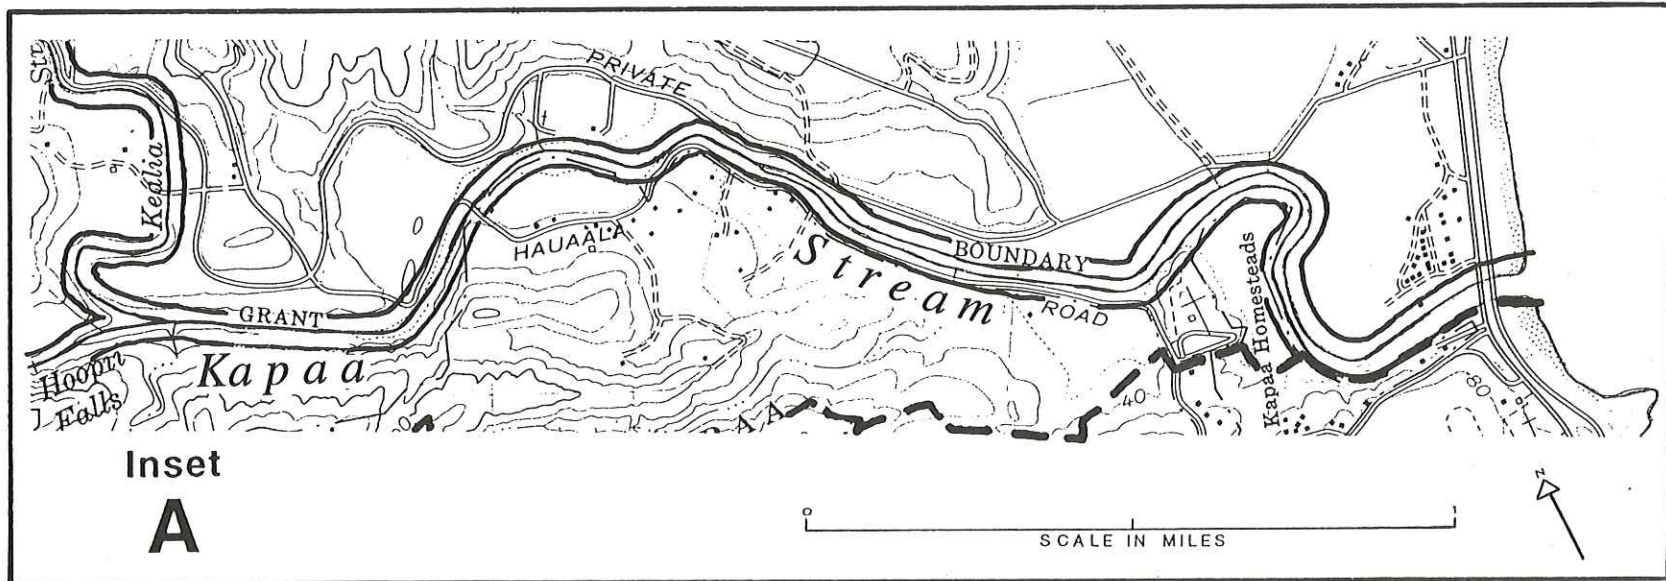 Str
PRIVATE
Kealia
HAUAALA
BOUNDARY
Stream
GRANT
ROAD
Kapaa Homesteads
Hoopii
Falls
Kapaa
40
80
N
Inset
A
0
1
SCALE IN MILES